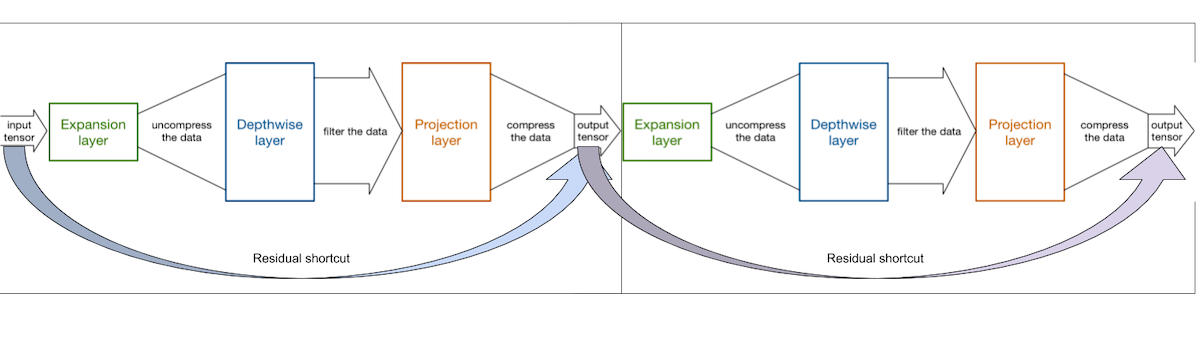 input
tensor
Expansion
layer
uncompress
the data
Depthwise
layer
filter the data
Projection
layer
compress
the data
output
tensor
Residual shortcut
Expansion
layer
uncompress
the data
Depthwise
layer
filter the data
Projection
layer
compress
the data
output
tensor
Residual shortcut